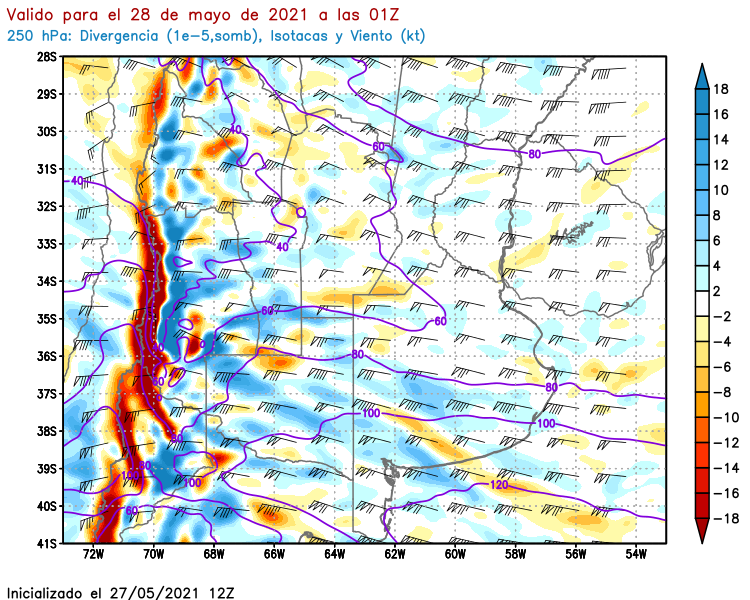 Valido para el 28 de mayo de 2021 a las 01Z
250 hPa: Divergencia (1e-5,somb), Isotacas y Viento (kt)
28S
29S
30S
31S
32S
33S
34S
35S
36S
37S
38S
39S
40S
41S
72W 70W 68W 66W 64W 62W 60W 58W 56W 54W
40
60
80
40
40
60
60
80
80
60
100
100
80
80
100
120
60
18
16
14
12
10
8
6
4
2
-2
-4
-6
-8
-10
-12
-14
-16
-18
Inicializado el 27/05/2021 12Z